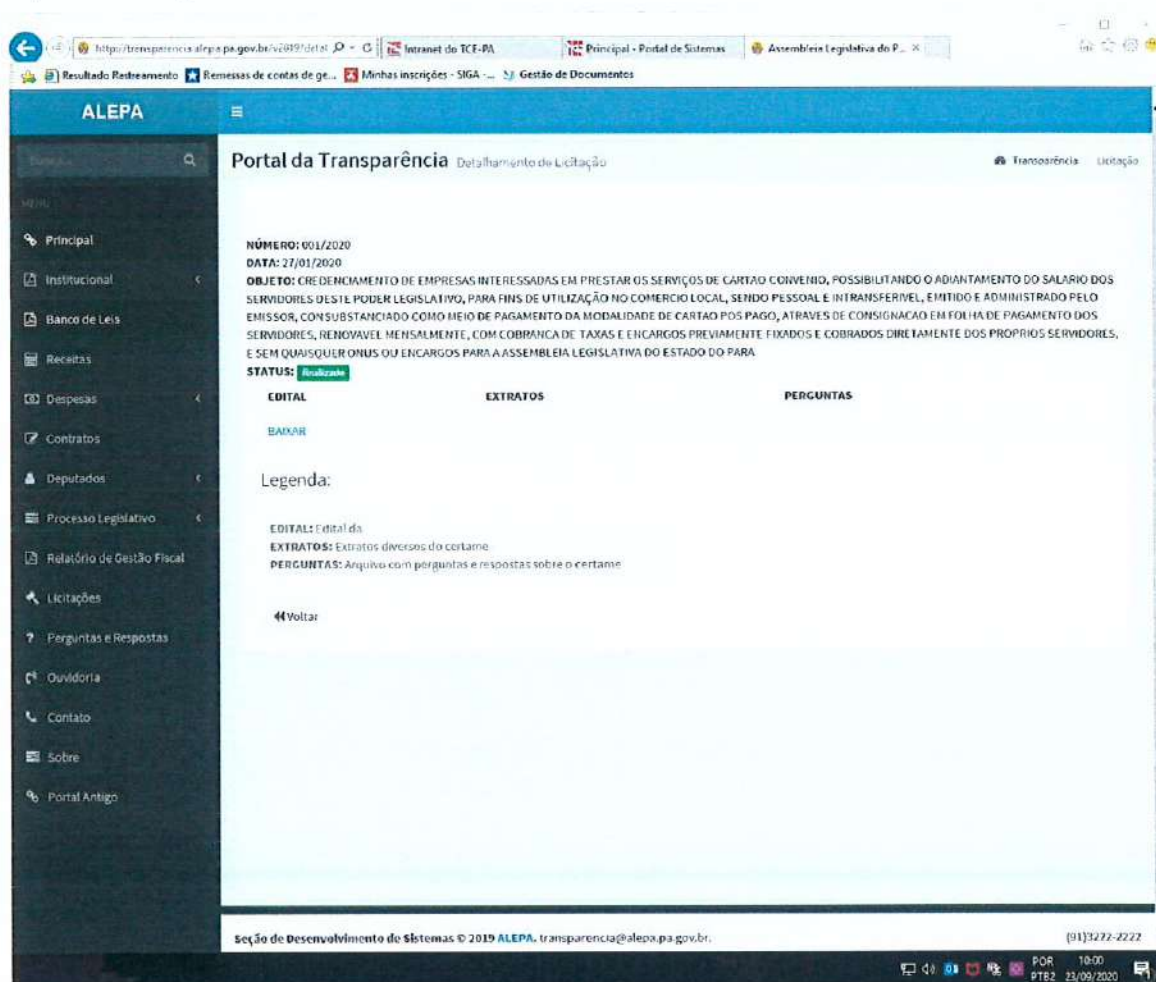 http://transparencia.alepa.pa.gov.br/v2019/detal
Intranet do TCE-PA
Principal - Portal de Sistemas
Assembleia Legislativa do P...
Resultado Rastreamento
Remessas de contas de ge...
Minhas inscrições - SIGA -...
Gestão de Documentos
ALEPA
Portal da Transparência Detalhamento de Licitação
Transparência Licitação
MENU
Principal
Institucional
Banco de Leis
Receitas
Despesas
Contratos
Deputados
Processo Legislativo
Relatório de Gestão Fiscal
Licitações
Perguntas e Respostas
Ouvidoria
Contato
Sobre
Portal Antigo
NÚMERO: 001/2020
DATA: 27/01/2020
OBJETO: CREDENCIAMENTO DE EMPRESAS INTERESSADAS EM PRESTAR OS SERVIÇOS DE CARTAO CONVENIO, POSSIBILITANDO O ADIANTAMENTO DO SALARIO DOS
SERVIDORES DESTE PODER LEGISLATIVO, PARA FINS DE UTILIZAÇÃO NO COMERCIO LOCAL, SENDO PESSOAL E INTRANSFERIVEL, EMITIDO E ADMINISTRADO PELO
EMISSOR, CONSUBSTANCIADO COMO MEIO DE PAGAMENTO DA MODALIDADE DE CARTAO POS PAGO, ATRAVES DE CONSIGNACAO EM FOLHA DE PAGAMENTO DOS
SERVIDORES, RENOVAVEL MENSALMENTE, COM COBRANCA DE TAXAS E ENCARGOS PREVIAMENTE FIXADOS E COBRADOS DIRETAMENTE DOS PROPRIOS SERVIDORES,
E SEM QUAISQUER ONUS OU ENCARGOS PARA A ASSEMBLEIA LEGISLATIVA DO ESTADO DO PARA
STATUS: Finalizado
EDITAL EXTRATOS PERGUNTAS
BAIXAR
Legenda:
EDITAL: Edital da
EXTRATOS: Extratos diversos do certame
PERGUNTAS: Arquivo com perguntas e respostas sobre o certame
Voltar
Seção de Desenvolvimento de Sistemas © 2019 ALEPA. transparencia@alepa.pa.gov.br.
(91)3222-2222
POR 10:00
PTB2 23/09/2020